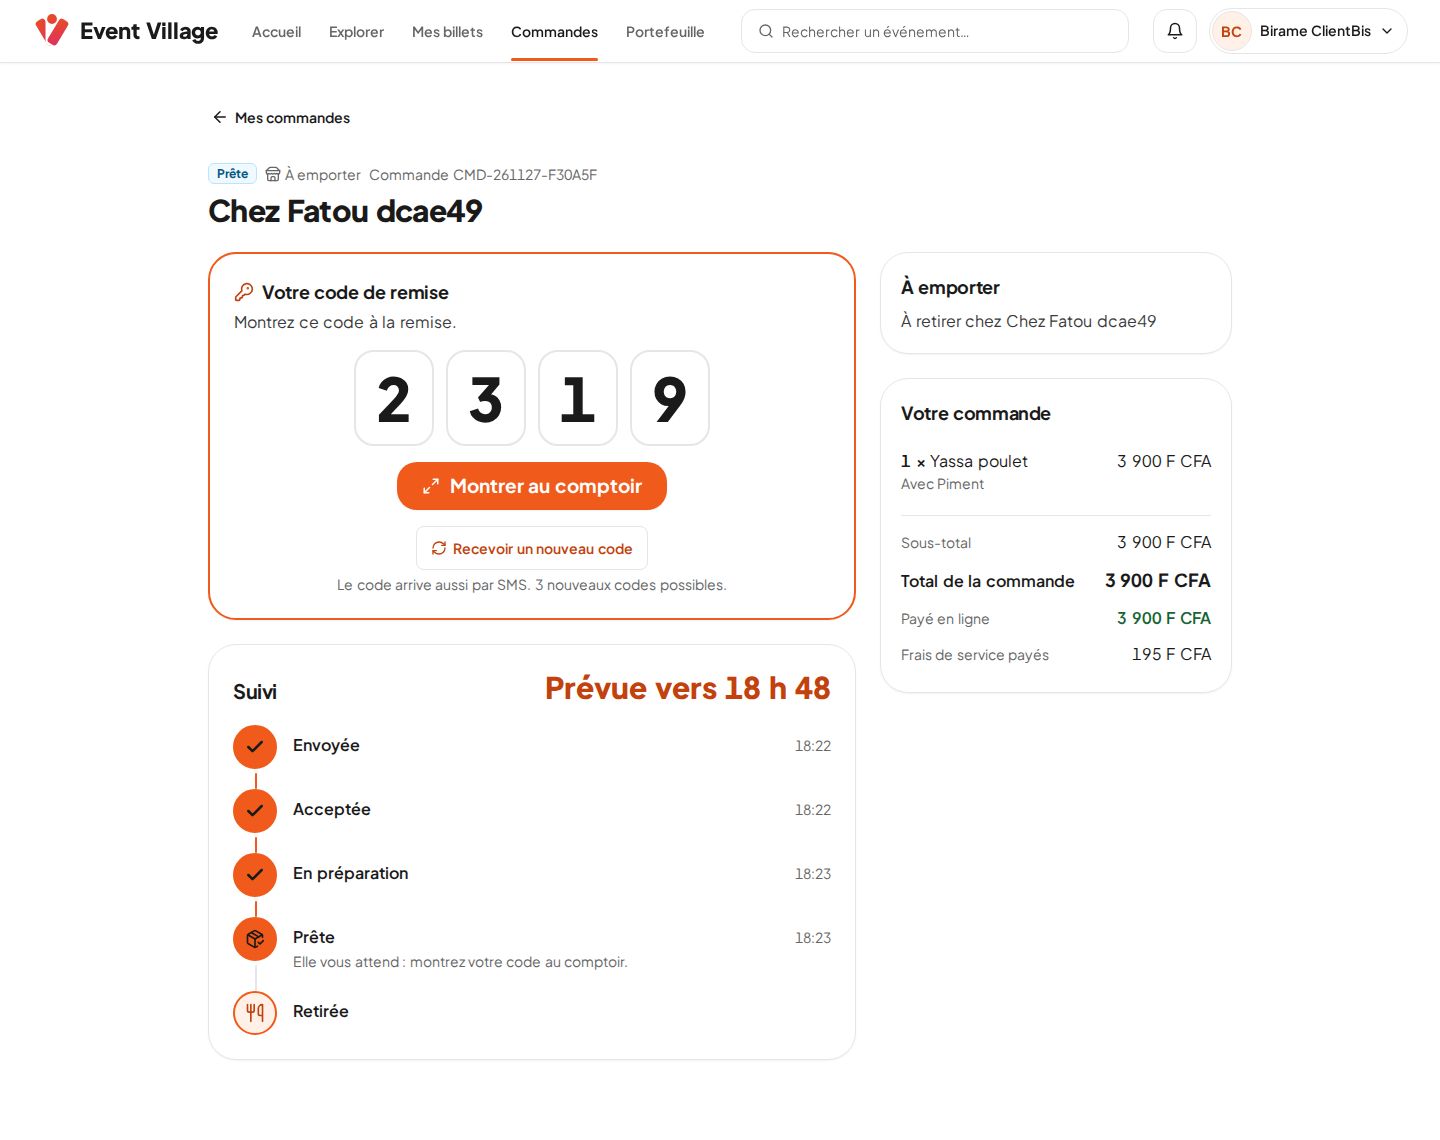 Event Village
Accueil
Explorer
Mes billets
Commandes
Portefeuille
Rechercher un événement…
BC
Birame ClientBis
Mes commandes
Prête À emporter Commande CMD-261127-F30A5F
Chez Fatou dcae49
Votre code de remise
Montrez ce code à la remise.
2 3 1 9
Montrer au comptoir
Recevoir un nouveau code
Le code arrive aussi par SMS. 3 nouveaux codes possibles.
À emporter
À retirer chez Chez Fatou dcae49
Votre commande
1 × Yassa poulet 3 900 F CFA
Avec Piment
Sous-total 3 900 F CFA
Total de la commande 3 900 F CFA
Payé en ligne 3 900 F CFA
Frais de service payés 195 F CFA
Suivi Prévue vers 18 h 48
Envoyée 18:22
Acceptée 18:22
En préparation 18:23
Prête 18:23
Elle vous attend : montrez votre code au comptoir.
Retirée